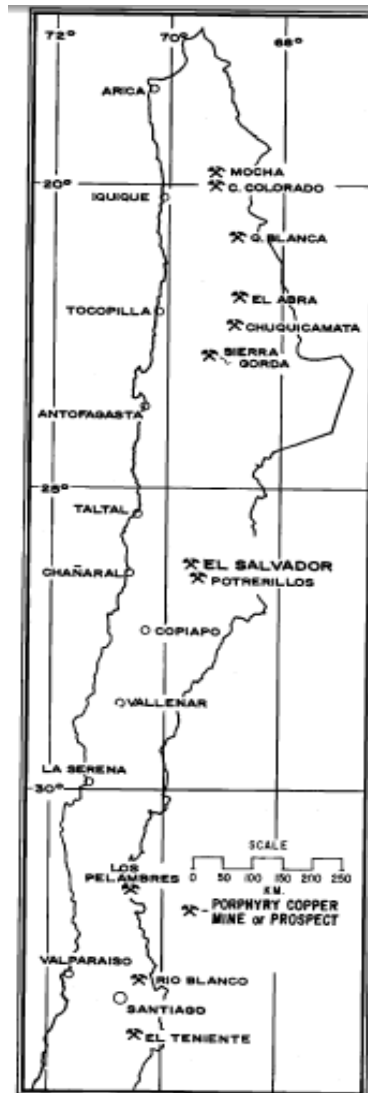 72
70
68
ARICA
MOCHA
20°
C. COLORADO
IQUIQUE
Q. BLANCA
EL ABRA
TOCOPILLA
CHUQUICAMATA
SIERRA
GORDA
ANTOFAGASTA
25°
TALTAL
EL SALVADOR
CHAÑARAL
POTRERILLOS
COPIAPO
VALLENAR
LA SERENA
30°
SCALE
0 50 100 150 200 250
KM.
LOS
PELAMBRES
PORPHYRY COPPER
MINE or PROSPECT
VALPARAISO
RIO BLANCO
SANTIAGO
EL TENIENTE